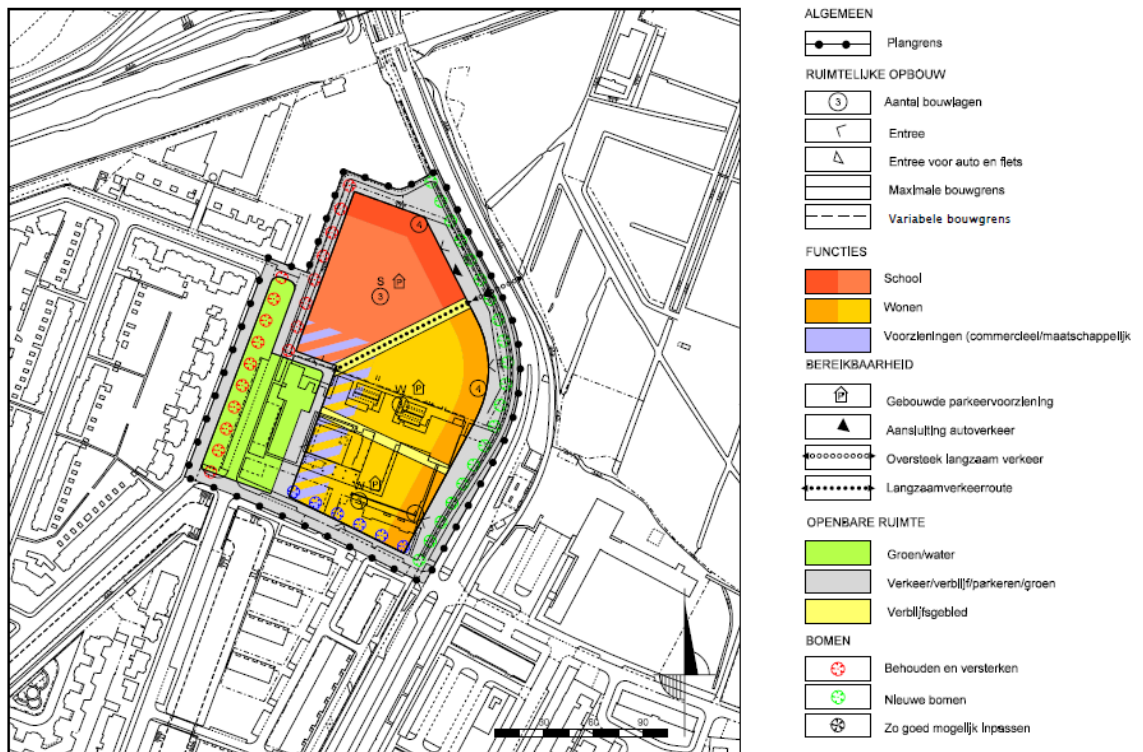 ALGEMEEN
Plangrens
RUIMTELIJKE OPBOUW
3
Aantal bouwlagen
Entree
Entree voor auto en fiets
Maximale bouwgrens
Variabele bouwgrens
FUNCTIES
School
Wonen
Voorzieningen (commercieel/maatschappelijk
BEREIKBAARHEID
P
Gebouwde parkeervoorziening
Aansluiting autoverkeer
Oversteek langzaam verkeer
Langzaamverkeerroute
OPENBARE RUIMTE
Groen/water
Verkeer/verblijf/parkeren/groen
Verblijfsgebied
BOMEN
Behouden en versterken
Nieuwe bomen
Zo goed mogelijk inpassen
4
S
P
3
4
W
P
P
30
60
90